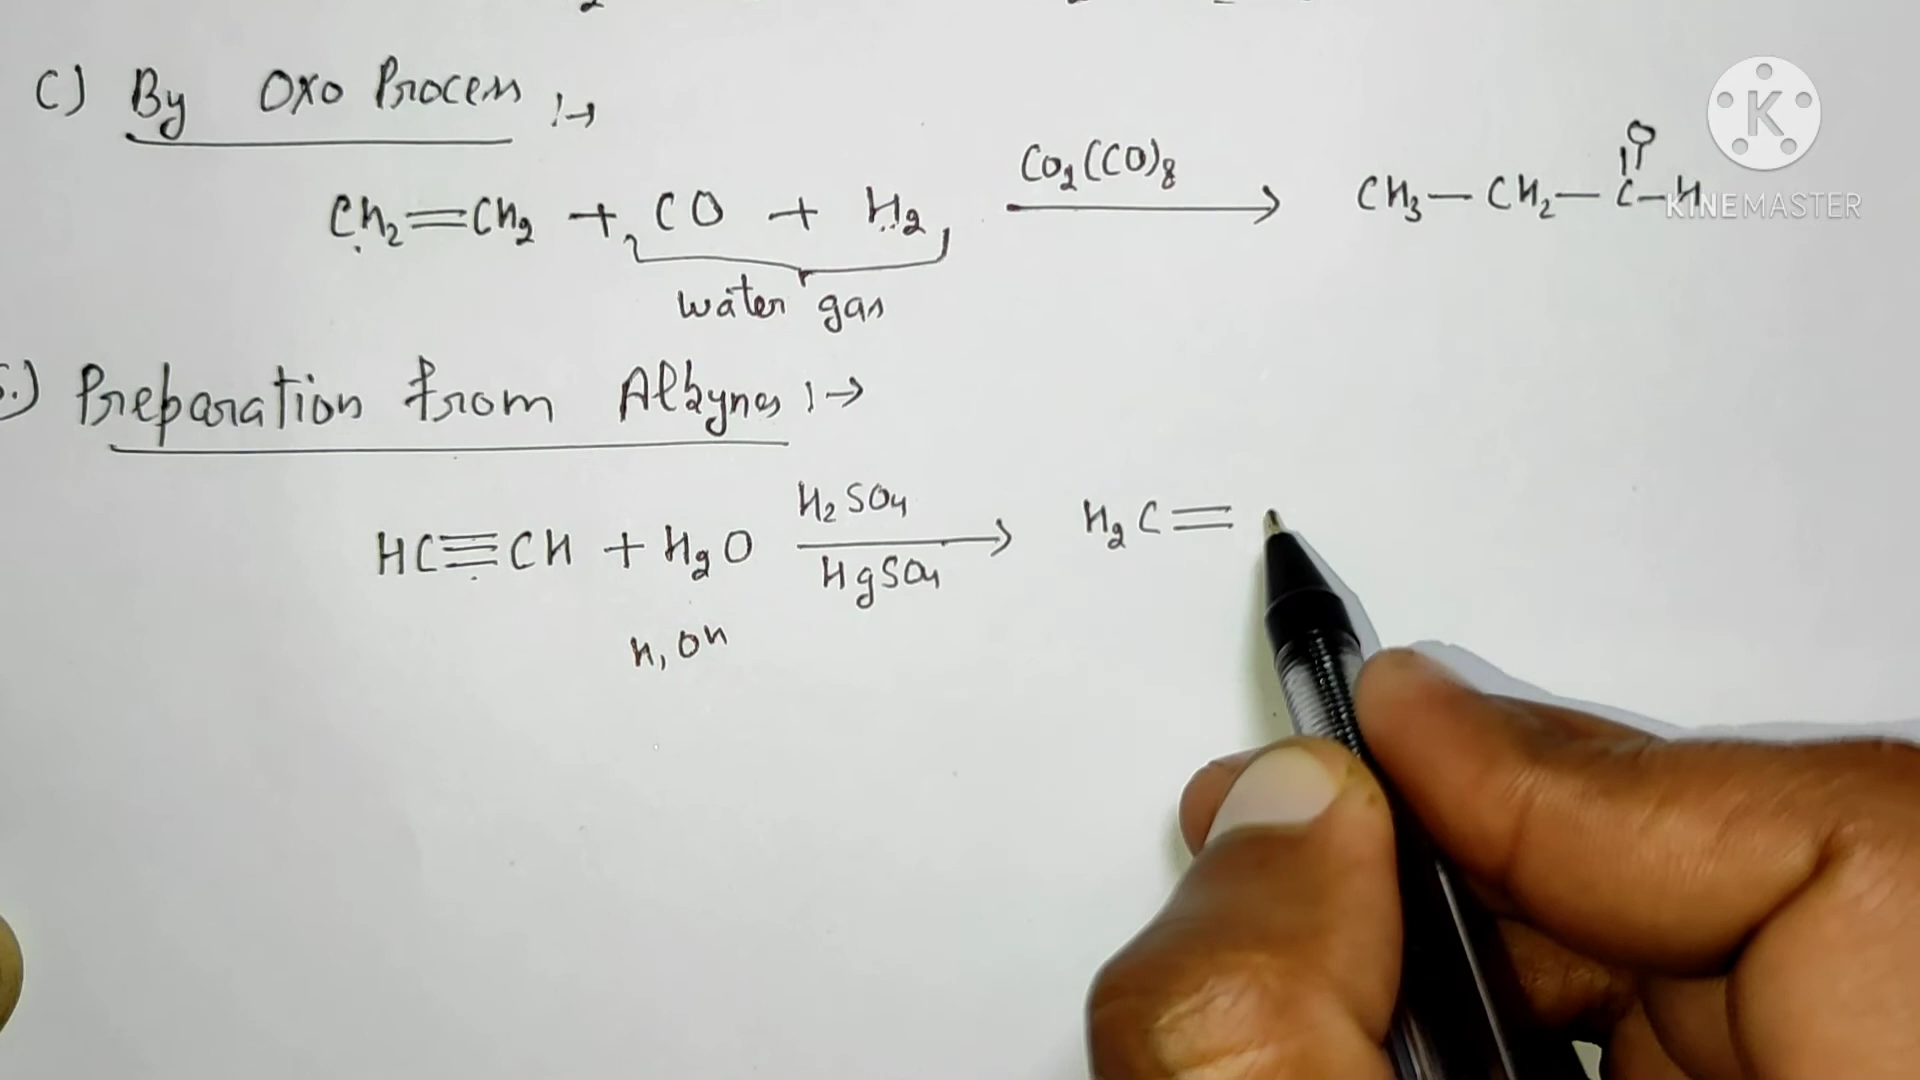 C) By Oxo Process :→
CH₂=CH₂ + CO + H₂ Co₂(CO)₈ → CH₃–CH₂–C(=O)–H
water gas
5.) Preparation from Alkynes :→
HC≡CH + H₂O H₂SO₄ / HgSO₄ → H₂C=
H, OH
KINEMASTER